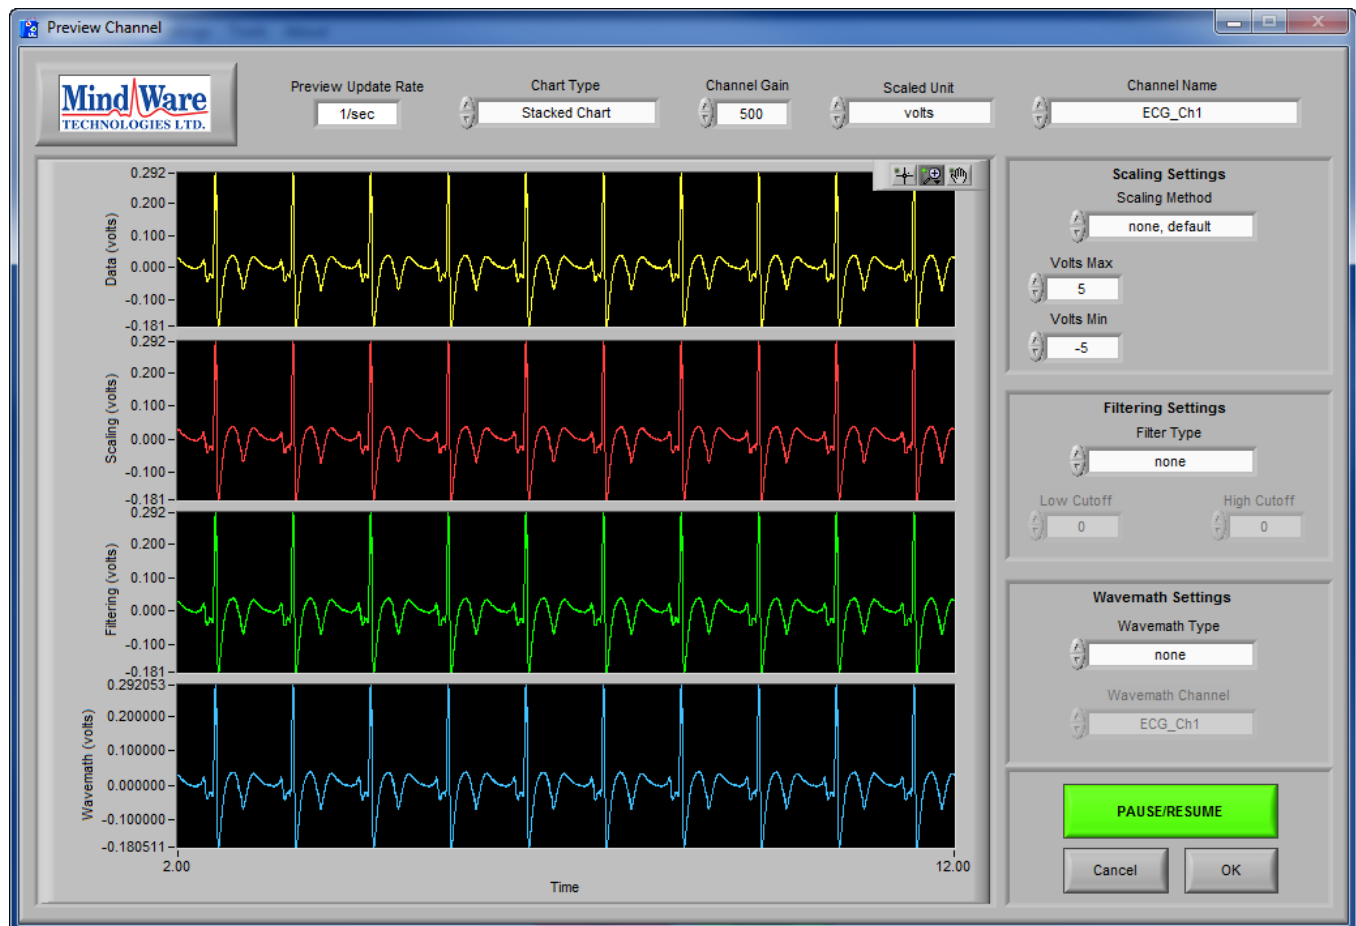 Preview Channel
MindWare
TECHNOLOGIES LTD.
Preview Update Rate
1/sec
Chart Type
Stacked Chart
Channel Gain
500
Scaled Unit
volts
Channel Name
ECG_Ch1
Data (volts)
0.292
0.200
0.100
0.000
-0.100
-0.181
Scaling (volts)
0.292
0.200
0.100
0.000
-0.100
-0.181
Filtering (volts)
0.292
0.200
0.100
0.000
-0.100
-0.181
Wavemath (volts)
0.292053
0.200000
0.100000
0.000000
-0.100000
-0.180511
2.00
12.00
Time
Scaling Settings
Scaling Method
none, default
Volts Max
5
Volts Min
-5
Filtering Settings
Filter Type
none
Low Cutoff
High Cutoff
0
0
Wavemath Settings
Wavemath Type
none
Wavemath Channel
ECG_Ch1
PAUSE/RESUME
Cancel
OK